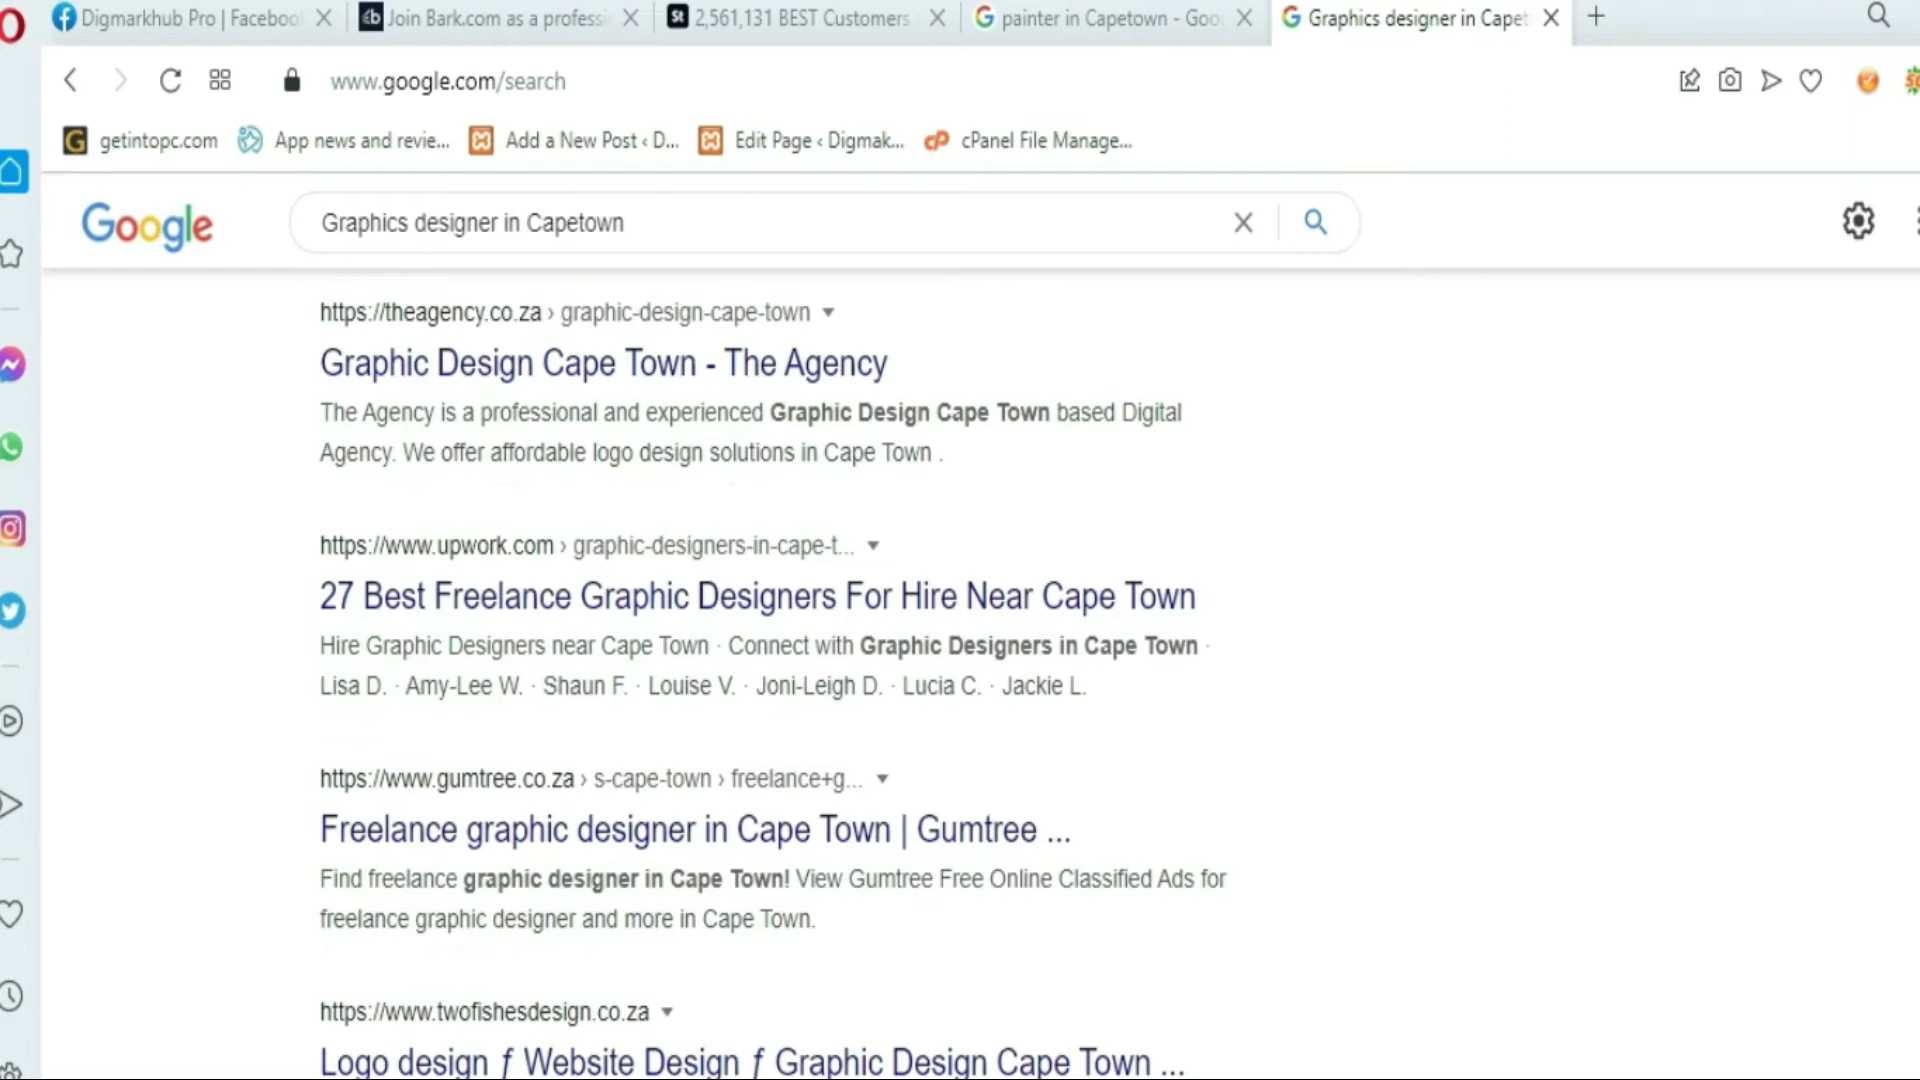 Digmarkhub Pro | Faceboo
Join Bark.com as a professi
2,561,131 BEST Customers
painter in Capetown - Goo
Graphics designer in Capet
www.google.com/search
getintopc.com
App news and revie...
Add a New Post ‹ D...
Edit Page ‹ Digmak...
cPanel File Manage...
Google
Graphics designer in Capetown
https://theagency.co.za › graphic-design-cape-town
Graphic Design Cape Town - The Agency
The Agency is a professional and experienced Graphic Design Cape Town based Digital
Agency. We offer affordable logo design solutions in Cape Town .
https://www.upwork.com › graphic-designers-in-cape-t...
27 Best Freelance Graphic Designers For Hire Near Cape Town
Hire Graphic Designers near Cape Town · Connect with Graphic Designers in Cape Town ·
Lisa D. · Amy-Lee W. · Shaun F. · Louise V. · Joni-Leigh D. · Lucia C. · Jackie L.
https://www.gumtree.co.za › s-cape-town › freelance+g...
Freelance graphic designer in Cape Town | Gumtree ...
Find freelance graphic designer in Cape Town! View Gumtree Free Online Classified Ads for
freelance graphic designer and more in Cape Town.
https://www.twofishesdesign.co.za
Logo design ƒ Website Design ƒ Graphic Design Cape Town ...